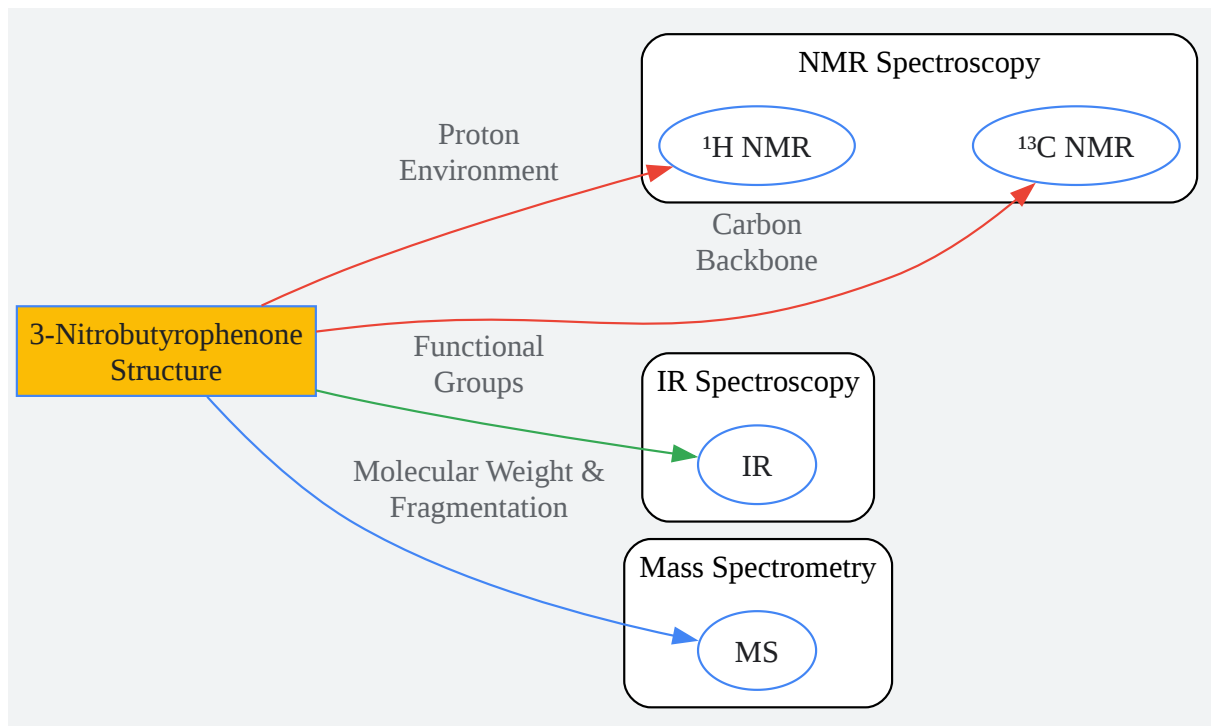 NMR Spectroscopy
¹H NMR
¹³C NMR
Proton
Environment
Carbon
Backbone
3-Nitrobutyrophenone
Structure
Functional
Groups
IR Spectroscopy
IR
Molecular Weight &
Fragmentation
Mass Spectrometry
MS